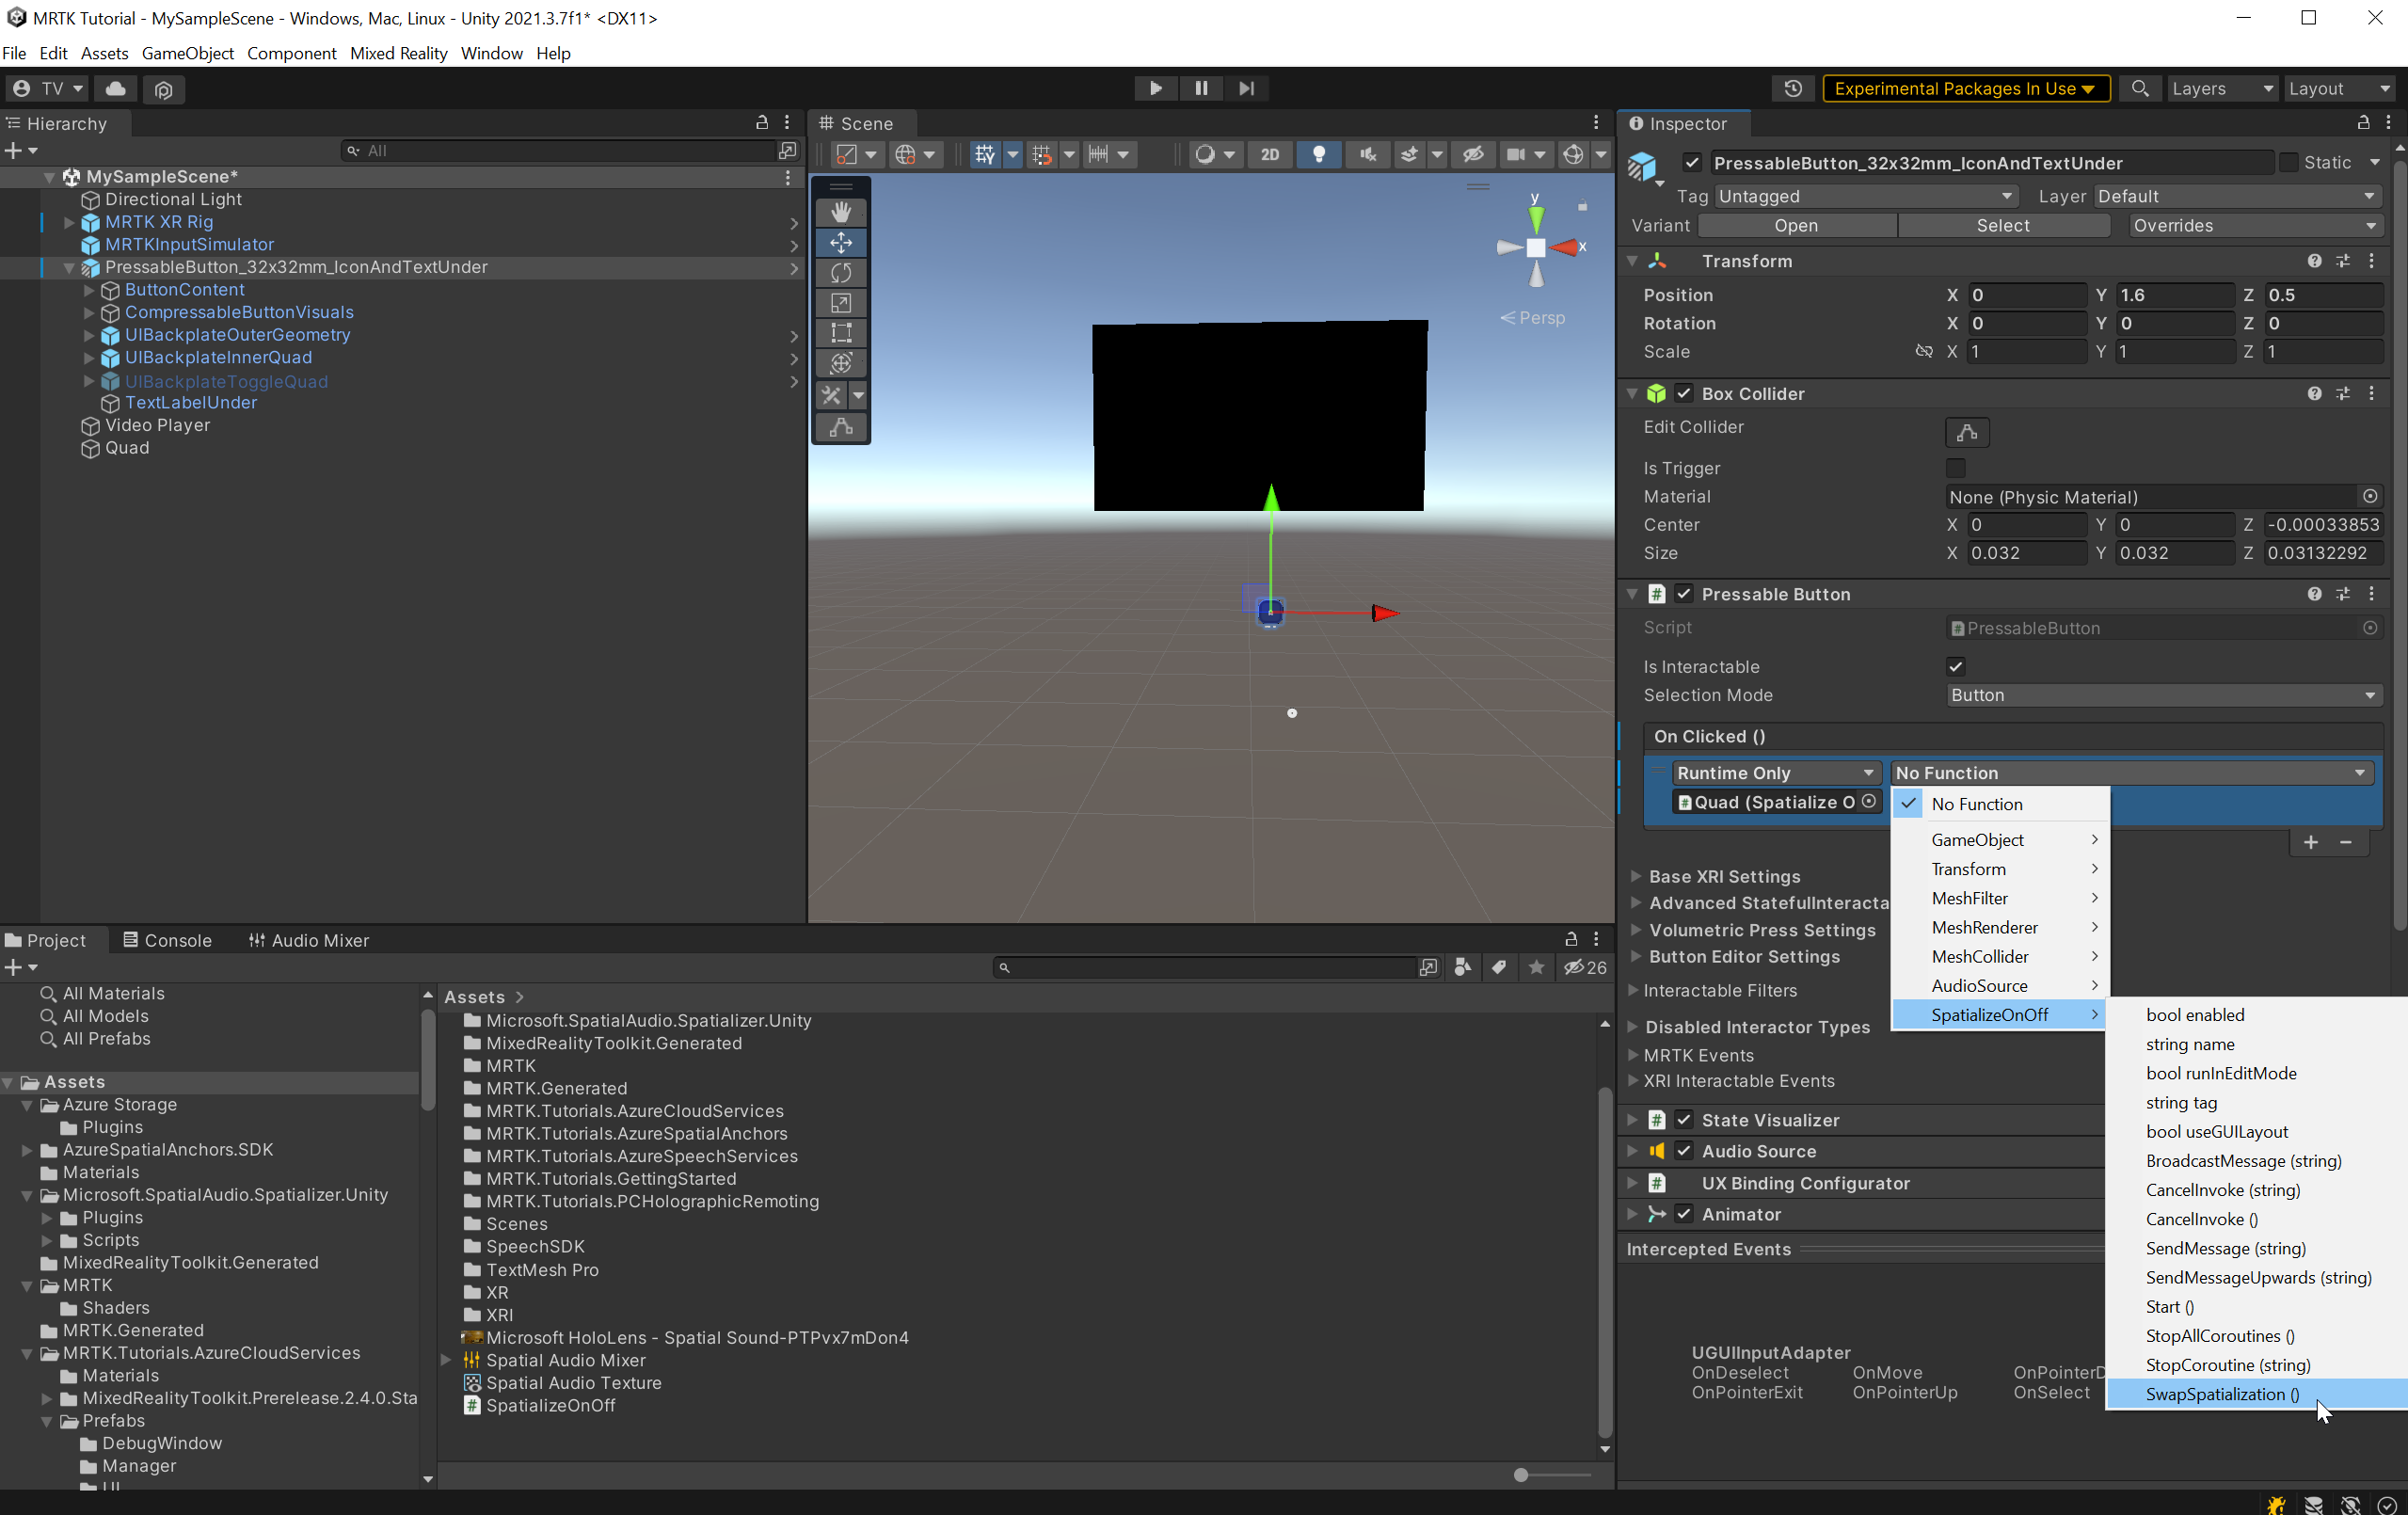 MRTK Tutorial - MySampleScene - Windows, Mac, Linux - Unity 2021.3.7f1* <DX11>
File Edit Assets GameObject Component Mixed Reality Window Help
TV
Experimental Packages In Use
Layers
Layout
Hierarchy
All
MySampleScene*
Directional Light
MRTK XR Rig
MRTKInputSimulator
PressableButton_32x32mm_IconAndTextUnder
ButtonContent
CompressableButtonVisuals
UIBackplateOuterGeometry
UIBackplateInnerQuad
UIBackplateToggleQuad
TextLabelUnder
Video Player
Quad
Scene
2D
y
x
Persp
Inspector
PressableButton_32x32mm_IconAndTextUnder
Static
Tag Untagged
Layer Default
Variant Open Select Overrides
Transform
Position X 0 Y 1.6 Z 0.5
Rotation X 0 Y 0 Z 0
Scale X 1 Y 1 Z 1
Box Collider
Edit Collider
Is Trigger
Material None (Physic Material)
Center X 0 Y 0 Z -0.00033853
Size X 0.032 Y 0.032 Z 0.03132292
Pressable Button
Script PressableButton
Is Interactable
Selection Mode Button
On Clicked ()
Runtime Only No Function
Quad (Spatialize O
No Function
GameObject
Transform
MeshFilter
MeshRenderer
MeshCollider
AudioSource
SpatializeOnOff
bool enabled
string name
bool runInEditMode
string tag
bool useGUILayout
BroadcastMessage (string)
CancelInvoke (string)
CancelInvoke ()
SendMessage (string)
SendMessageUpwards (string)
Start ()
StopAllCoroutines ()
StopCoroutine (string)
SwapSpatialization ()
Base XRI Settings
Advanced StatefulInteracta
Volumetric Press Settings
Button Editor Settings
Interactable Filters
Disabled Interactor Types
MRTK Events
XRI Interactable Events
State Visualizer
Audio Source
UX Binding Configurator
Animator
Intercepted Events
UGUIInputAdapter
OnDeselect OnMove OnPointerD
OnPointerExit OnPointerUp OnSelect
Project Console Audio Mixer
26
All Materials
All Models
All Prefabs
Assets
Azure Storage
Plugins
AzureSpatialAnchors.SDK
Materials
Microsoft.SpatialAudio.Spatializer.Unity
Plugins
Scripts
MixedRealityToolkit.Generated
MRTK
Shaders
MRTK.Generated
MRTK.Tutorials.AzureCloudServices
Materials
MixedRealityToolkit.Prerelease.2.4.0.Sta
Prefabs
DebugWindow
Manager
UI
Assets >
Microsoft.SpatialAudio.Spatializer.Unity
MixedRealityToolkit.Generated
MRTK
MRTK.Generated
MRTK.Tutorials.AzureCloudServices
MRTK.Tutorials.AzureSpatialAnchors
MRTK.Tutorials.AzureSpeechServices
MRTK.Tutorials.GettingStarted
MRTK.Tutorials.PCHolographicRemoting
Scenes
SpeechSDK
TextMesh Pro
XR
XRI
Microsoft HoloLens - Spatial Sound-PTPvx7mDon4
Spatial Audio Mixer
Spatial Audio Texture
SpatializeOnOff